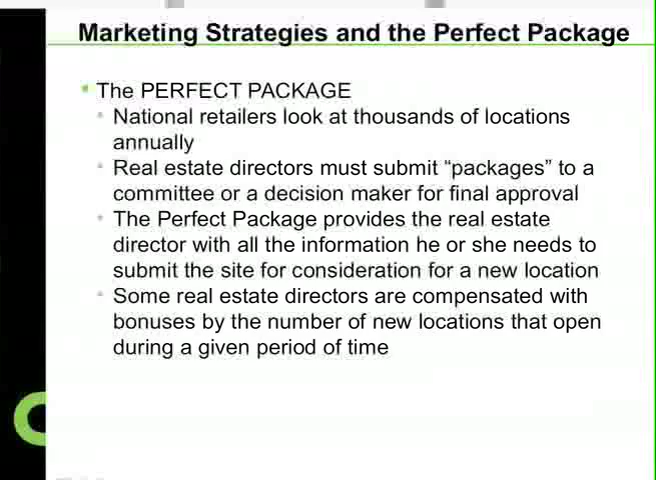 Marketing Strategies and the Perfect Package
The PERFECT PACKAGE
National retailers look at thousands of locations
annually
Real estate directors must submit “packages” to a
committee or a decision maker for final approval
The Perfect Package provides the real estate
director with all the information he or she needs to
submit the site for consideration for a new location
Some real estate directors are compensated with
bonuses by the number of new locations that open
during a given period of time